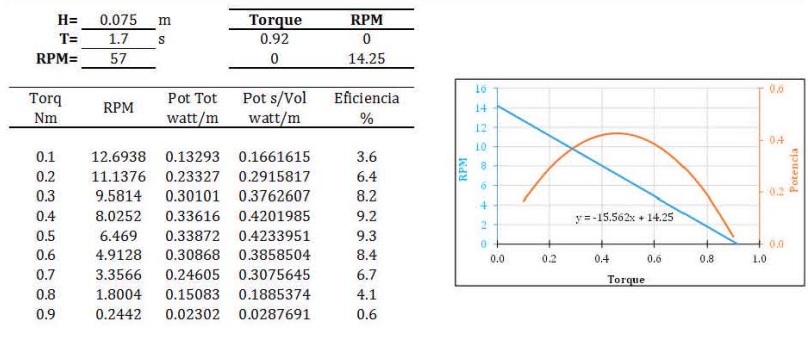 H= 0.075 m Torque RPM
T= 1.7 s 0.92 0
RPM= 57 0 14.25
Torq Nm RPM Pot Tot watt/m Pot s/Vol watt/m Eficiencia %
0.1 12.6938 0.13293 0.1661615 3.6
0.2 11.1376 0.23327 0.2915817 6.4
0.3 9.5814 0.30101 0.3762607 8.2
0.4 8.0252 0.33616 0.4201985 9.2
0.5 6.469 0.33872 0.4233951 9.3
0.6 4.9128 0.30868 0.3858504 8.4
0.7 3.3566 0.24605 0.3075645 6.7
0.8 1.8004 0.15083 0.1885374 4.1
0.9 0.2442 0.02302 0.0287691 0.6
16
14
12
10
8
6
4
2
0
RPM
0.6
0.4
0.2
0.0
Potencia
y = -15.562x + 14.25
0.0 0.2 0.4 0.6 0.8 1.0
Torque